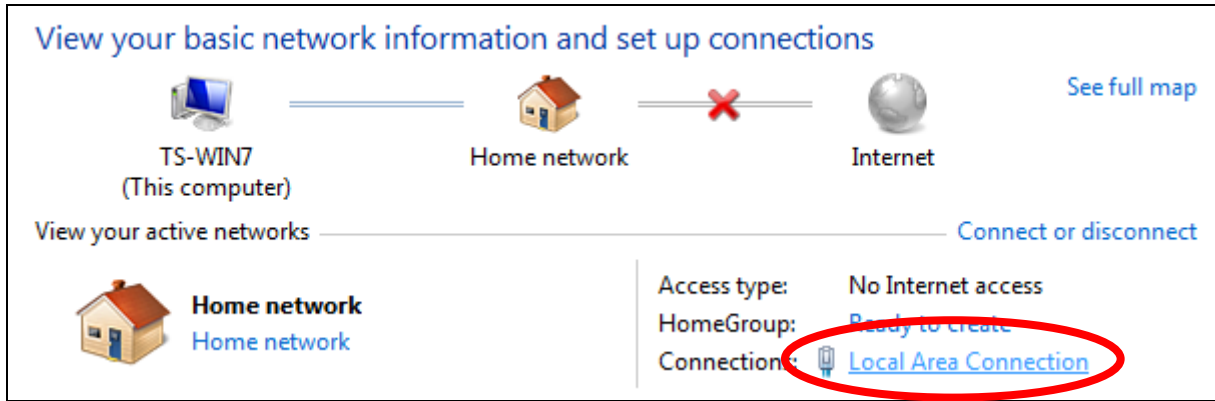 View your basic network information and set up connections
See full map
TS-WIN7
(This computer)
Home network
Internet
View your active networks
Connect or disconnect
Home network
Home network
Access type: No Internet access
HomeGroup: Ready to create
Connections: Local Area Connection